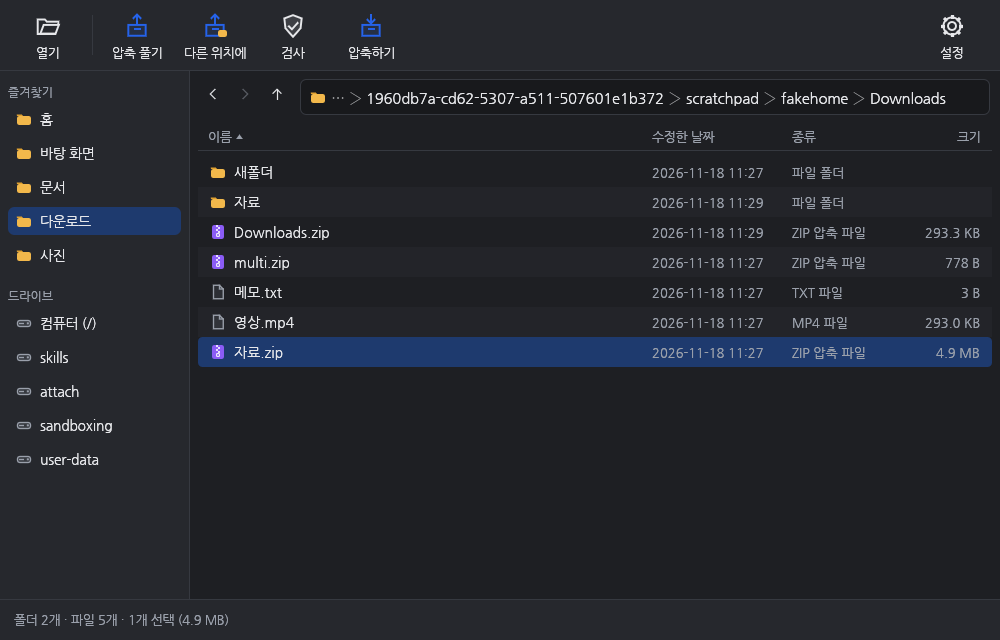 열기
압축 풀기
다른 위치에
검사
압축하기
설정
즐겨찾기
홈
바탕 화면
문서
다운로드
사진
드라이브
컴퓨터 (/)
skills
attach
sandboxing
user-data
··· > 1960db7a-cd62-5307-a511-507601e1b372 > scratchpad > fakehome > Downloads
이름 수정한 날짜 종류 크기
새폴더 2026-11-18 11:27 파일 폴더
자료 2026-11-18 11:29 파일 폴더
Downloads.zip 2026-11-18 11:29 ZIP 압축 파일 293.3 KB
multi.zip 2026-11-18 11:27 ZIP 압축 파일 778 B
메모.txt 2026-11-18 11:27 TXT 파일 3 B
영상.mp4 2026-11-18 11:27 MP4 파일 293.0 KB
자료.zip 2026-11-18 11:27 ZIP 압축 파일 4.9 MB
폴더 2개 · 파일 5개 · 1개 선택 (4.9 MB)